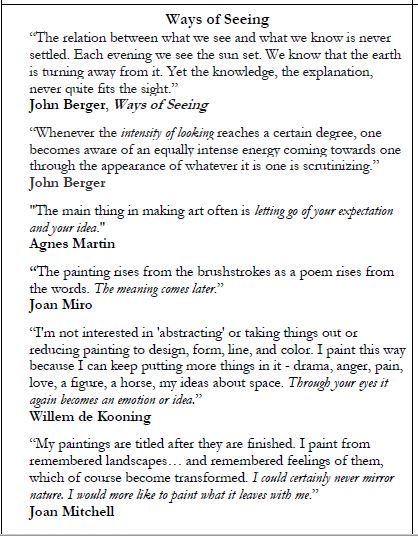 Ways of Seeing
“The relation between what we see and what we know is never
settled. Each evening we see the sun set. We know that the earth
is turning away from it. Yet the knowledge, the explanation,
never quite fits the sight.”
John Berger, Ways of Seeing
“Whenever the intensity of looking reaches a certain degree, one
becomes aware of an equally intense energy coming towards one
through the appearance of whatever it is one is scrutinizing.”
John Berger
"The main thing in making art often is letting go of your expectation
and your idea."
Agnes Martin
“The painting rises from the brushstrokes as a poem rises from
the words. The meaning comes later.”
Joan Miro
“I'm not interested in 'abstracting' or taking things out or
reducing painting to design, form, line, and color. I paint this way
because I can keep putting more things in it - drama, anger, pain,
love, a figure, a horse, my ideas about space. Through your eyes it
again becomes an emotion or idea.”
Willem de Kooning
“My paintings are titled after they are finished. I paint from
remembered landscapes… and remembered feelings of them,
which of course become transformed. I could certainly never mirror
nature. I would more like to paint what it leaves with me.”
Joan Mitchell